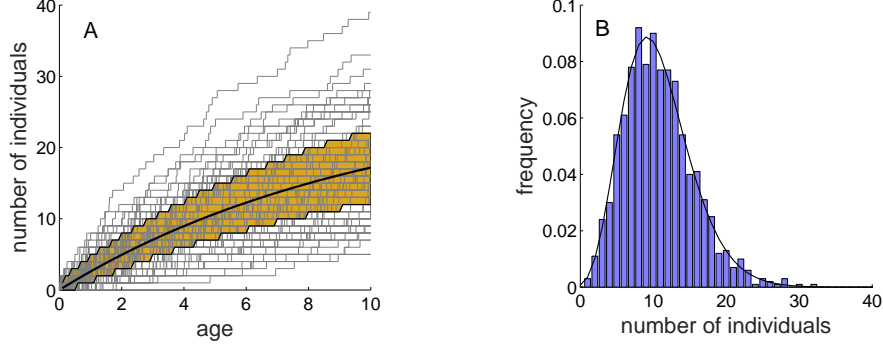 A
number of individuals
40
30
20
10
0
0 2 4 6 8 10
age
B
frequency
0.1
0.08
0.06
0.04
0.02
0
0 10 20 30 40
number of individuals